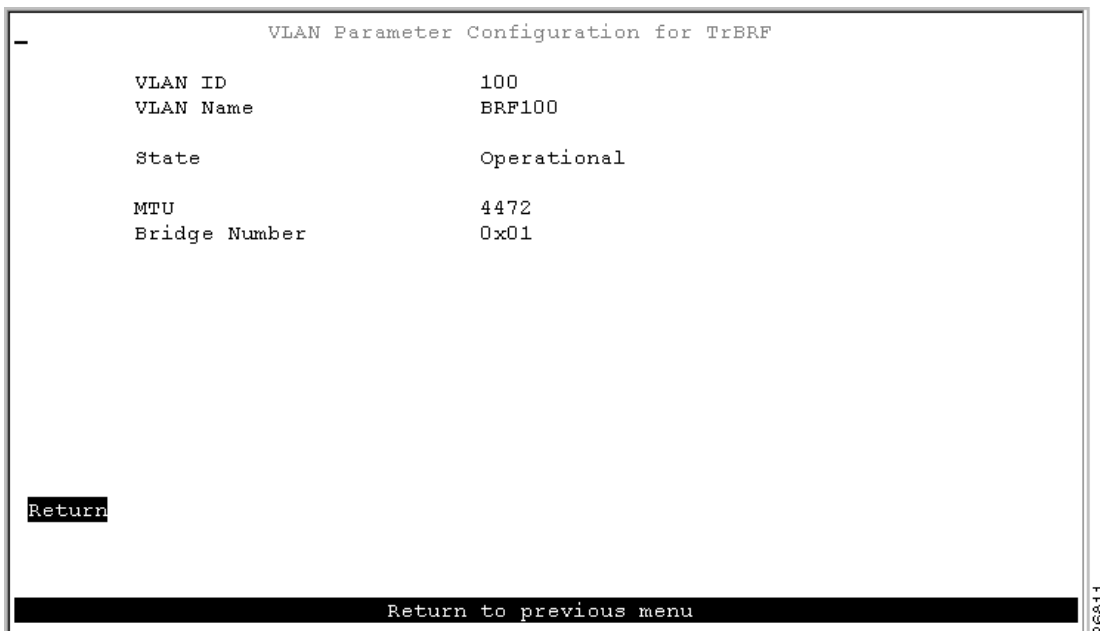 VLAN Parameter Configuration for TrBRF
VLAN ID 100
VLAN Name BRF100
State Operational
MTU 4472
Bridge Number 0x01
Return
Return to previous menu